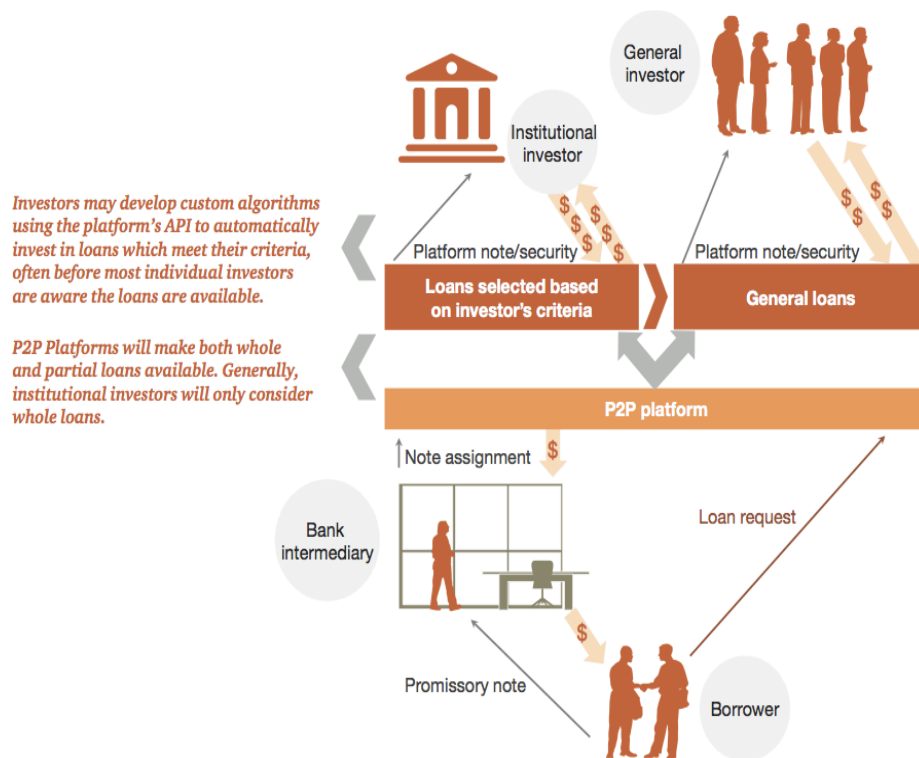 General
investor
Institutional
investor
$ $ $ $ $ $ $ $
$ $ $ $
Investors may develop custom algorithms
using the platform's API to automatically
invest in loans which meet their criteria,
often before most individual investors
are aware the loans are available.
Platform note/security
Platform note/security
Loans selected based
on investor's criteria
General loans
P2P Platforms will make both whole
and partial loans available. Generally,
institutional investors will only consider
whole loans.
P2P platform
Note assignment
$
Loan request
Bank
intermediary
$
Promissory note
Borrower